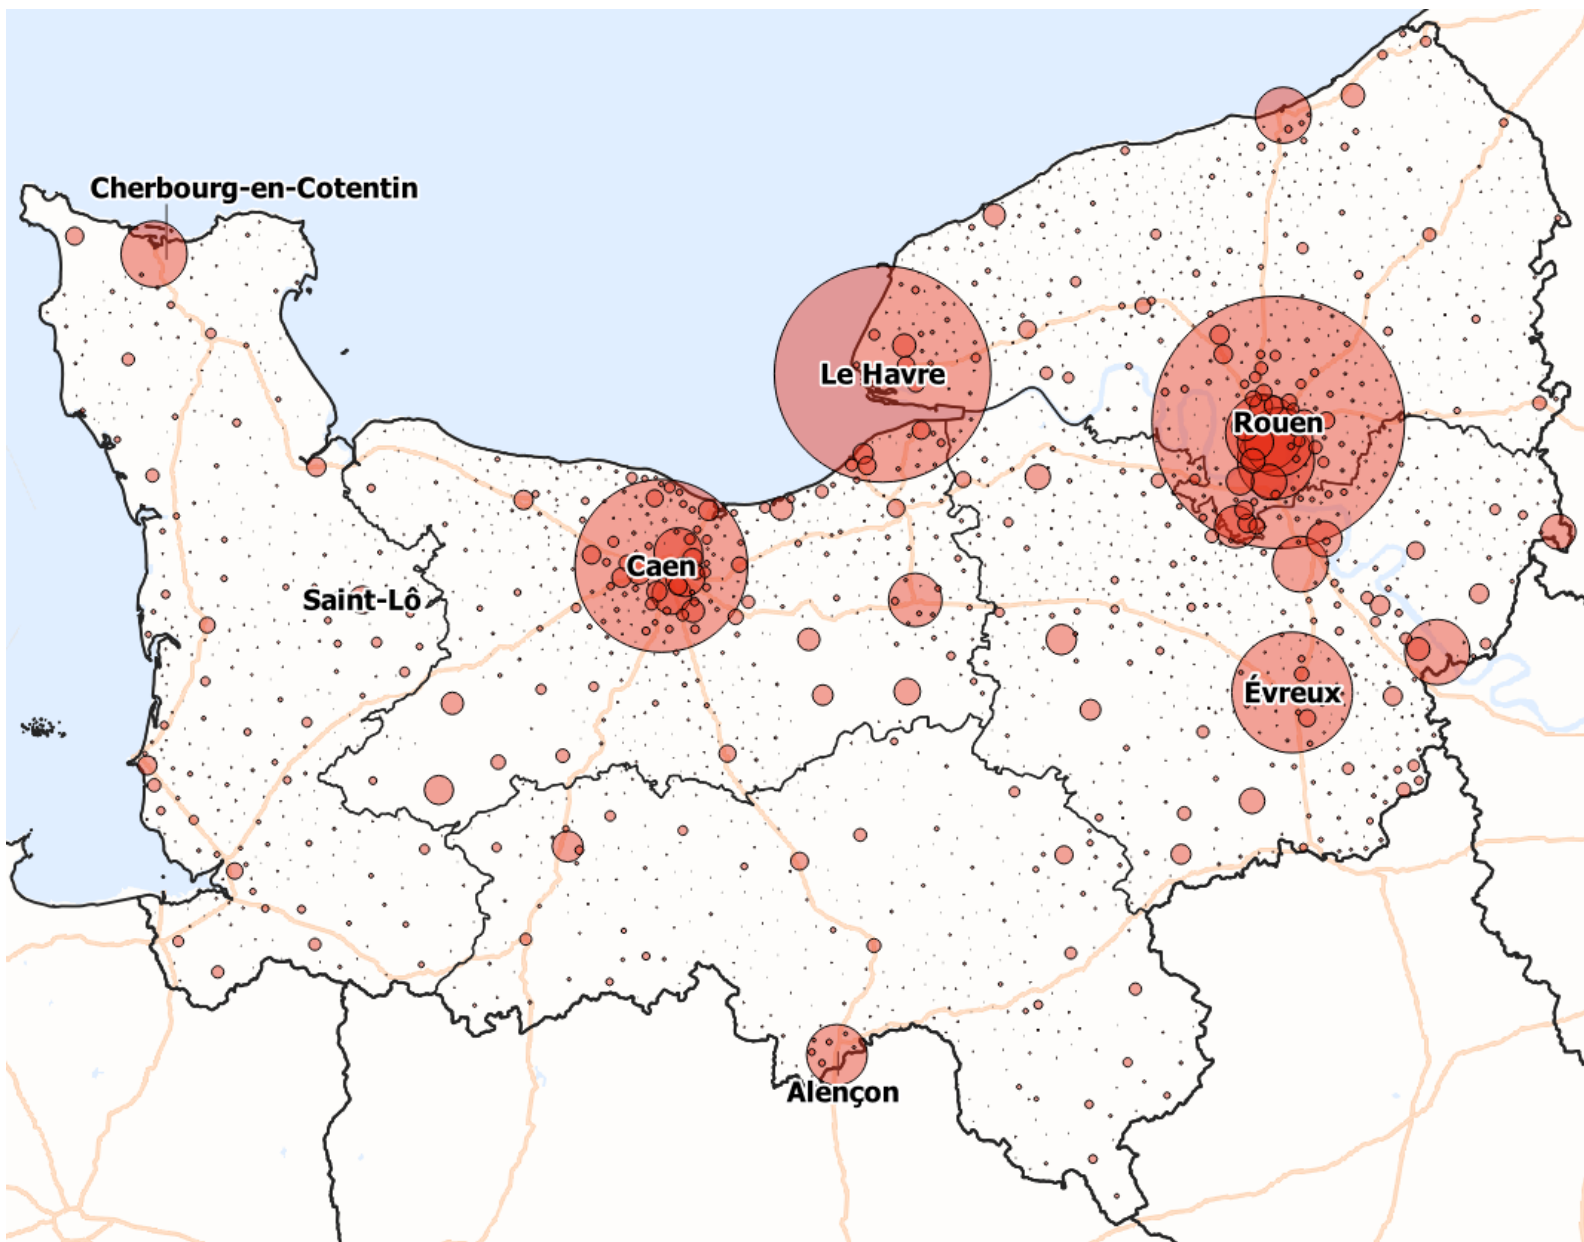 Cherbourg-en-Cotentin
Le Havre
Rouen
Caen
Saint-Lô
Évreux
Alençon